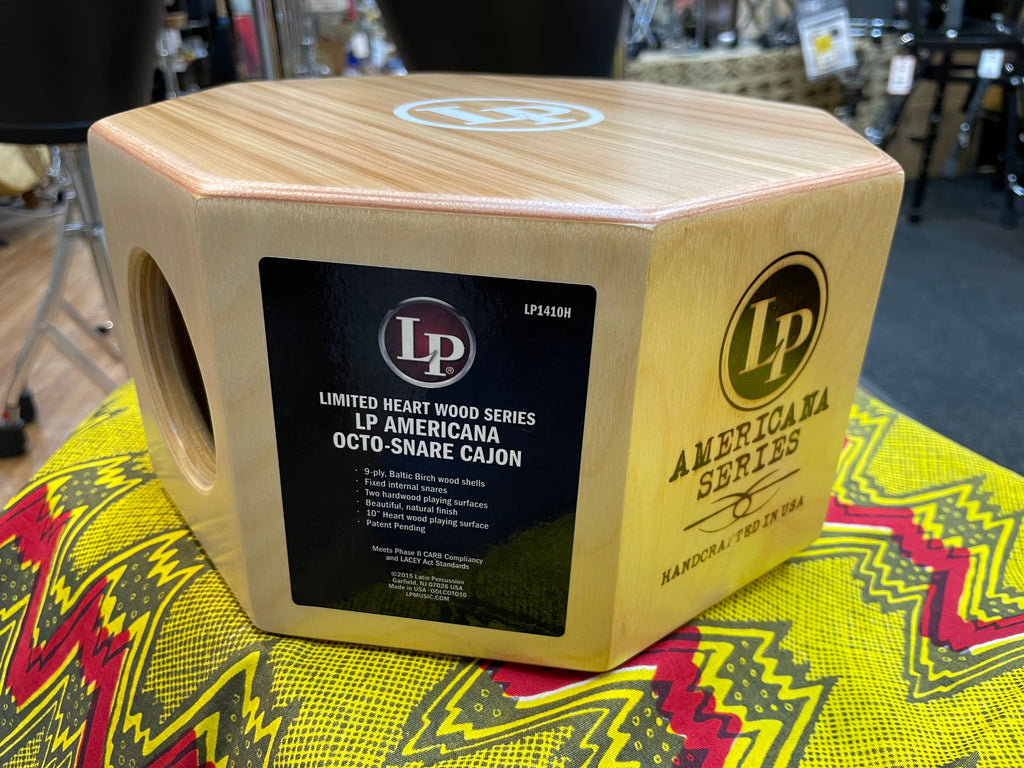 LP
LP1410H
LP®
LIMITED HEART WOOD SERIES
LP AMERICANA
OCTO-SNARE CAJON
· 9-ply, Baltic Birch wood shells
· Fixed internal snares
· Two hardwood playing surfaces
· Beautiful, natural finish
· 10" Heart wood playing surface
· Patent Pending
Meets Phase II CARB Compliancy
and LACEY Act Standards
©2015 Latin Percussion
Garfield, NJ 07026 USA
Made in USA · OOLCOTO10
LPMUSIC.COM
LP
AMERICANA
SERIES
HANDCRAFTED IN USA